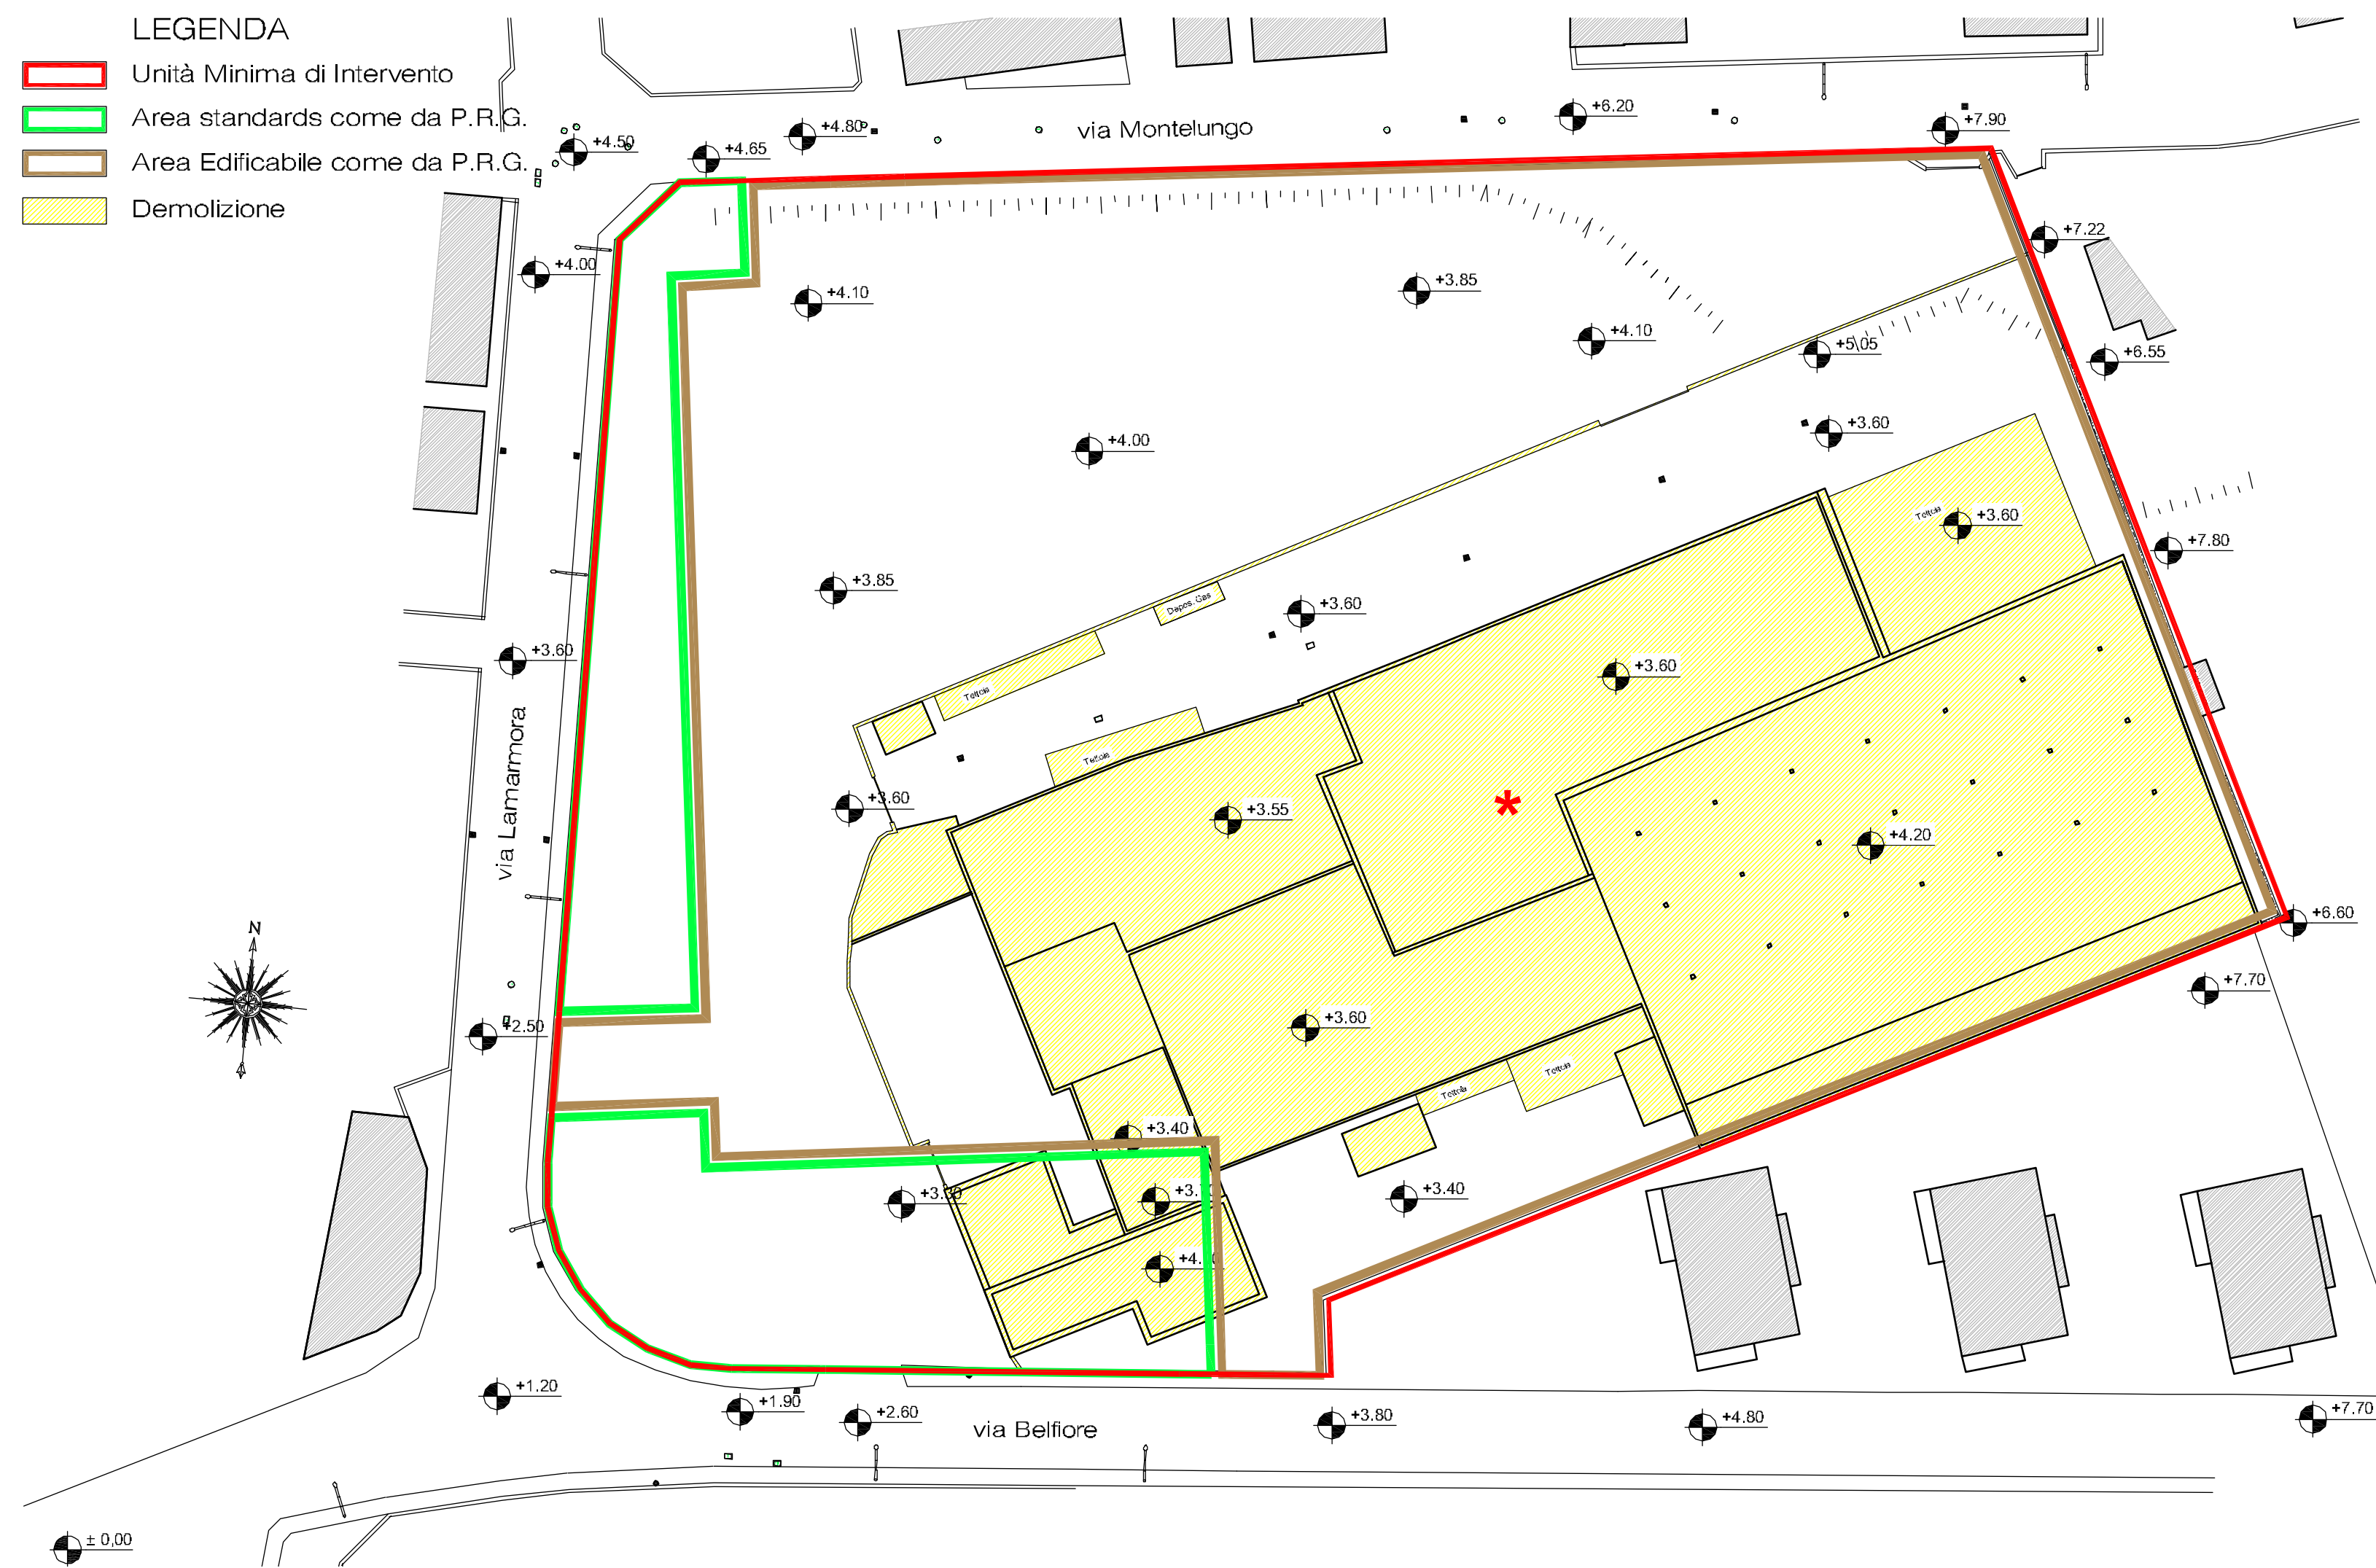 LEGENDA
Unità Minima di Intervento
Area standards come da P.R.G.
Area Edificabile come da P.R.G.
Demolizione
+4.50
+4.65
+4.80
via Montelungo
+6.20
+7.90
+4.00
+4.10
+3.85
+4.10
+7.22
+5\05
+6.55
+4.00
+3.60
Tettoia
+3.60
+7.80
+3.85
Depos. Gas
+3.60
+3.60
via Lamarmora
+3.60
Tettoia
Tettoia
+3.60
+3.55
*
+4.20
N
+6.60
+7.70
+2.50
+3.60
Tettoia
Tettoia
+3.40
+3.30
+3.40
+1.20
+1.90
+2.60
via Belfiore
+3.80
+4.80
+7.70
± 0,00